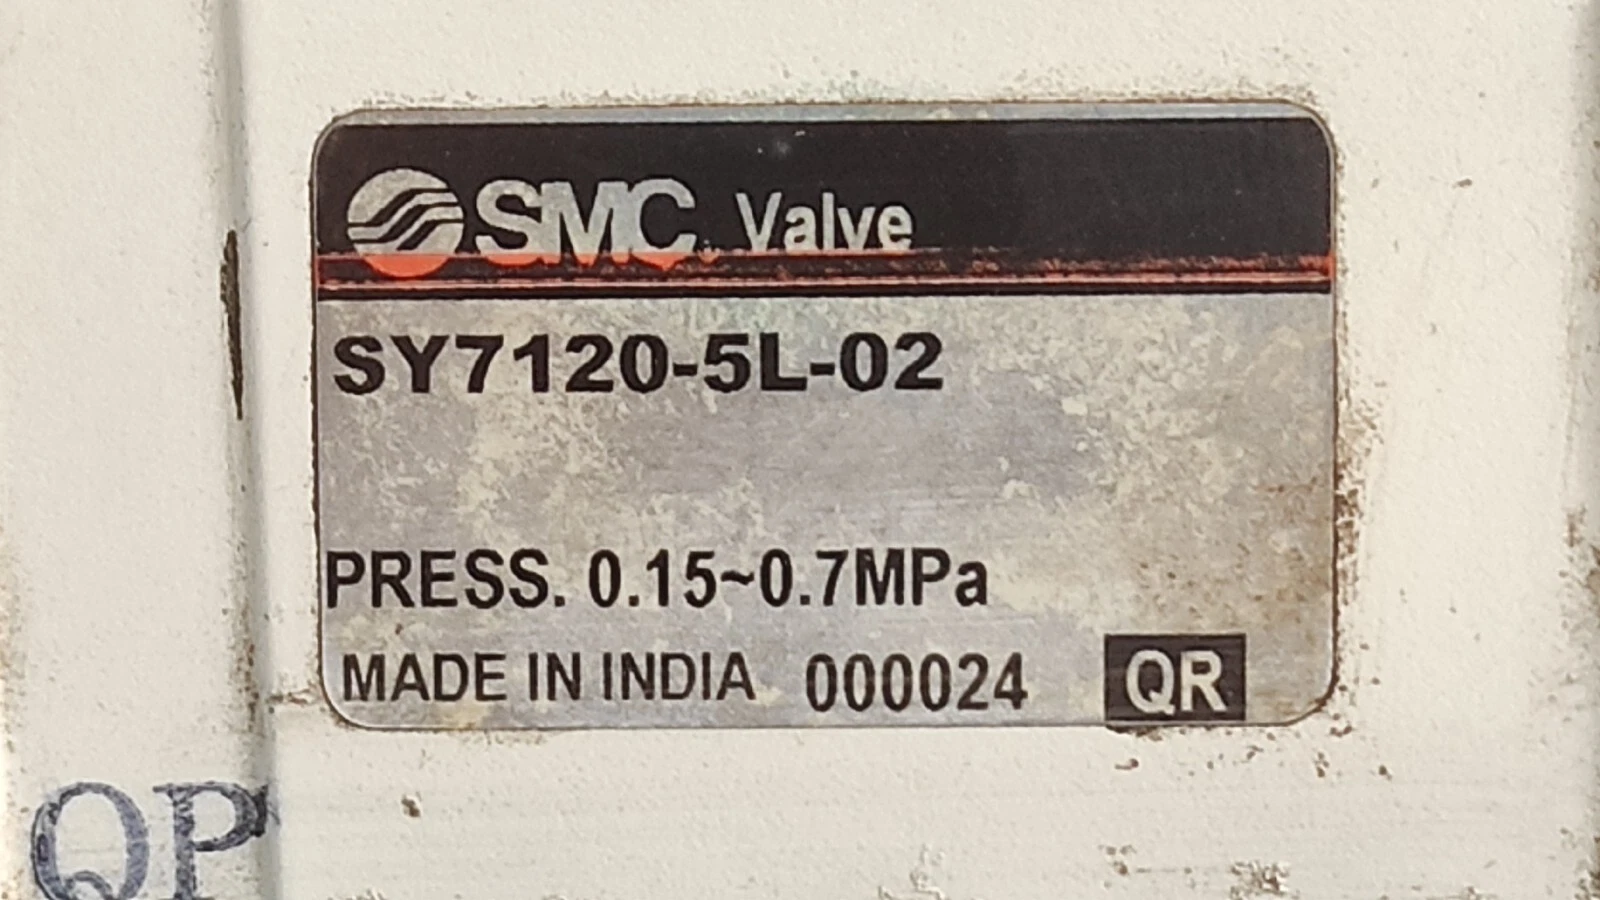 SMC. Valve
SY7120-5L-02
PRESS. 0.15~0.7MPa
MADE IN INDIA 000024 QR
QP